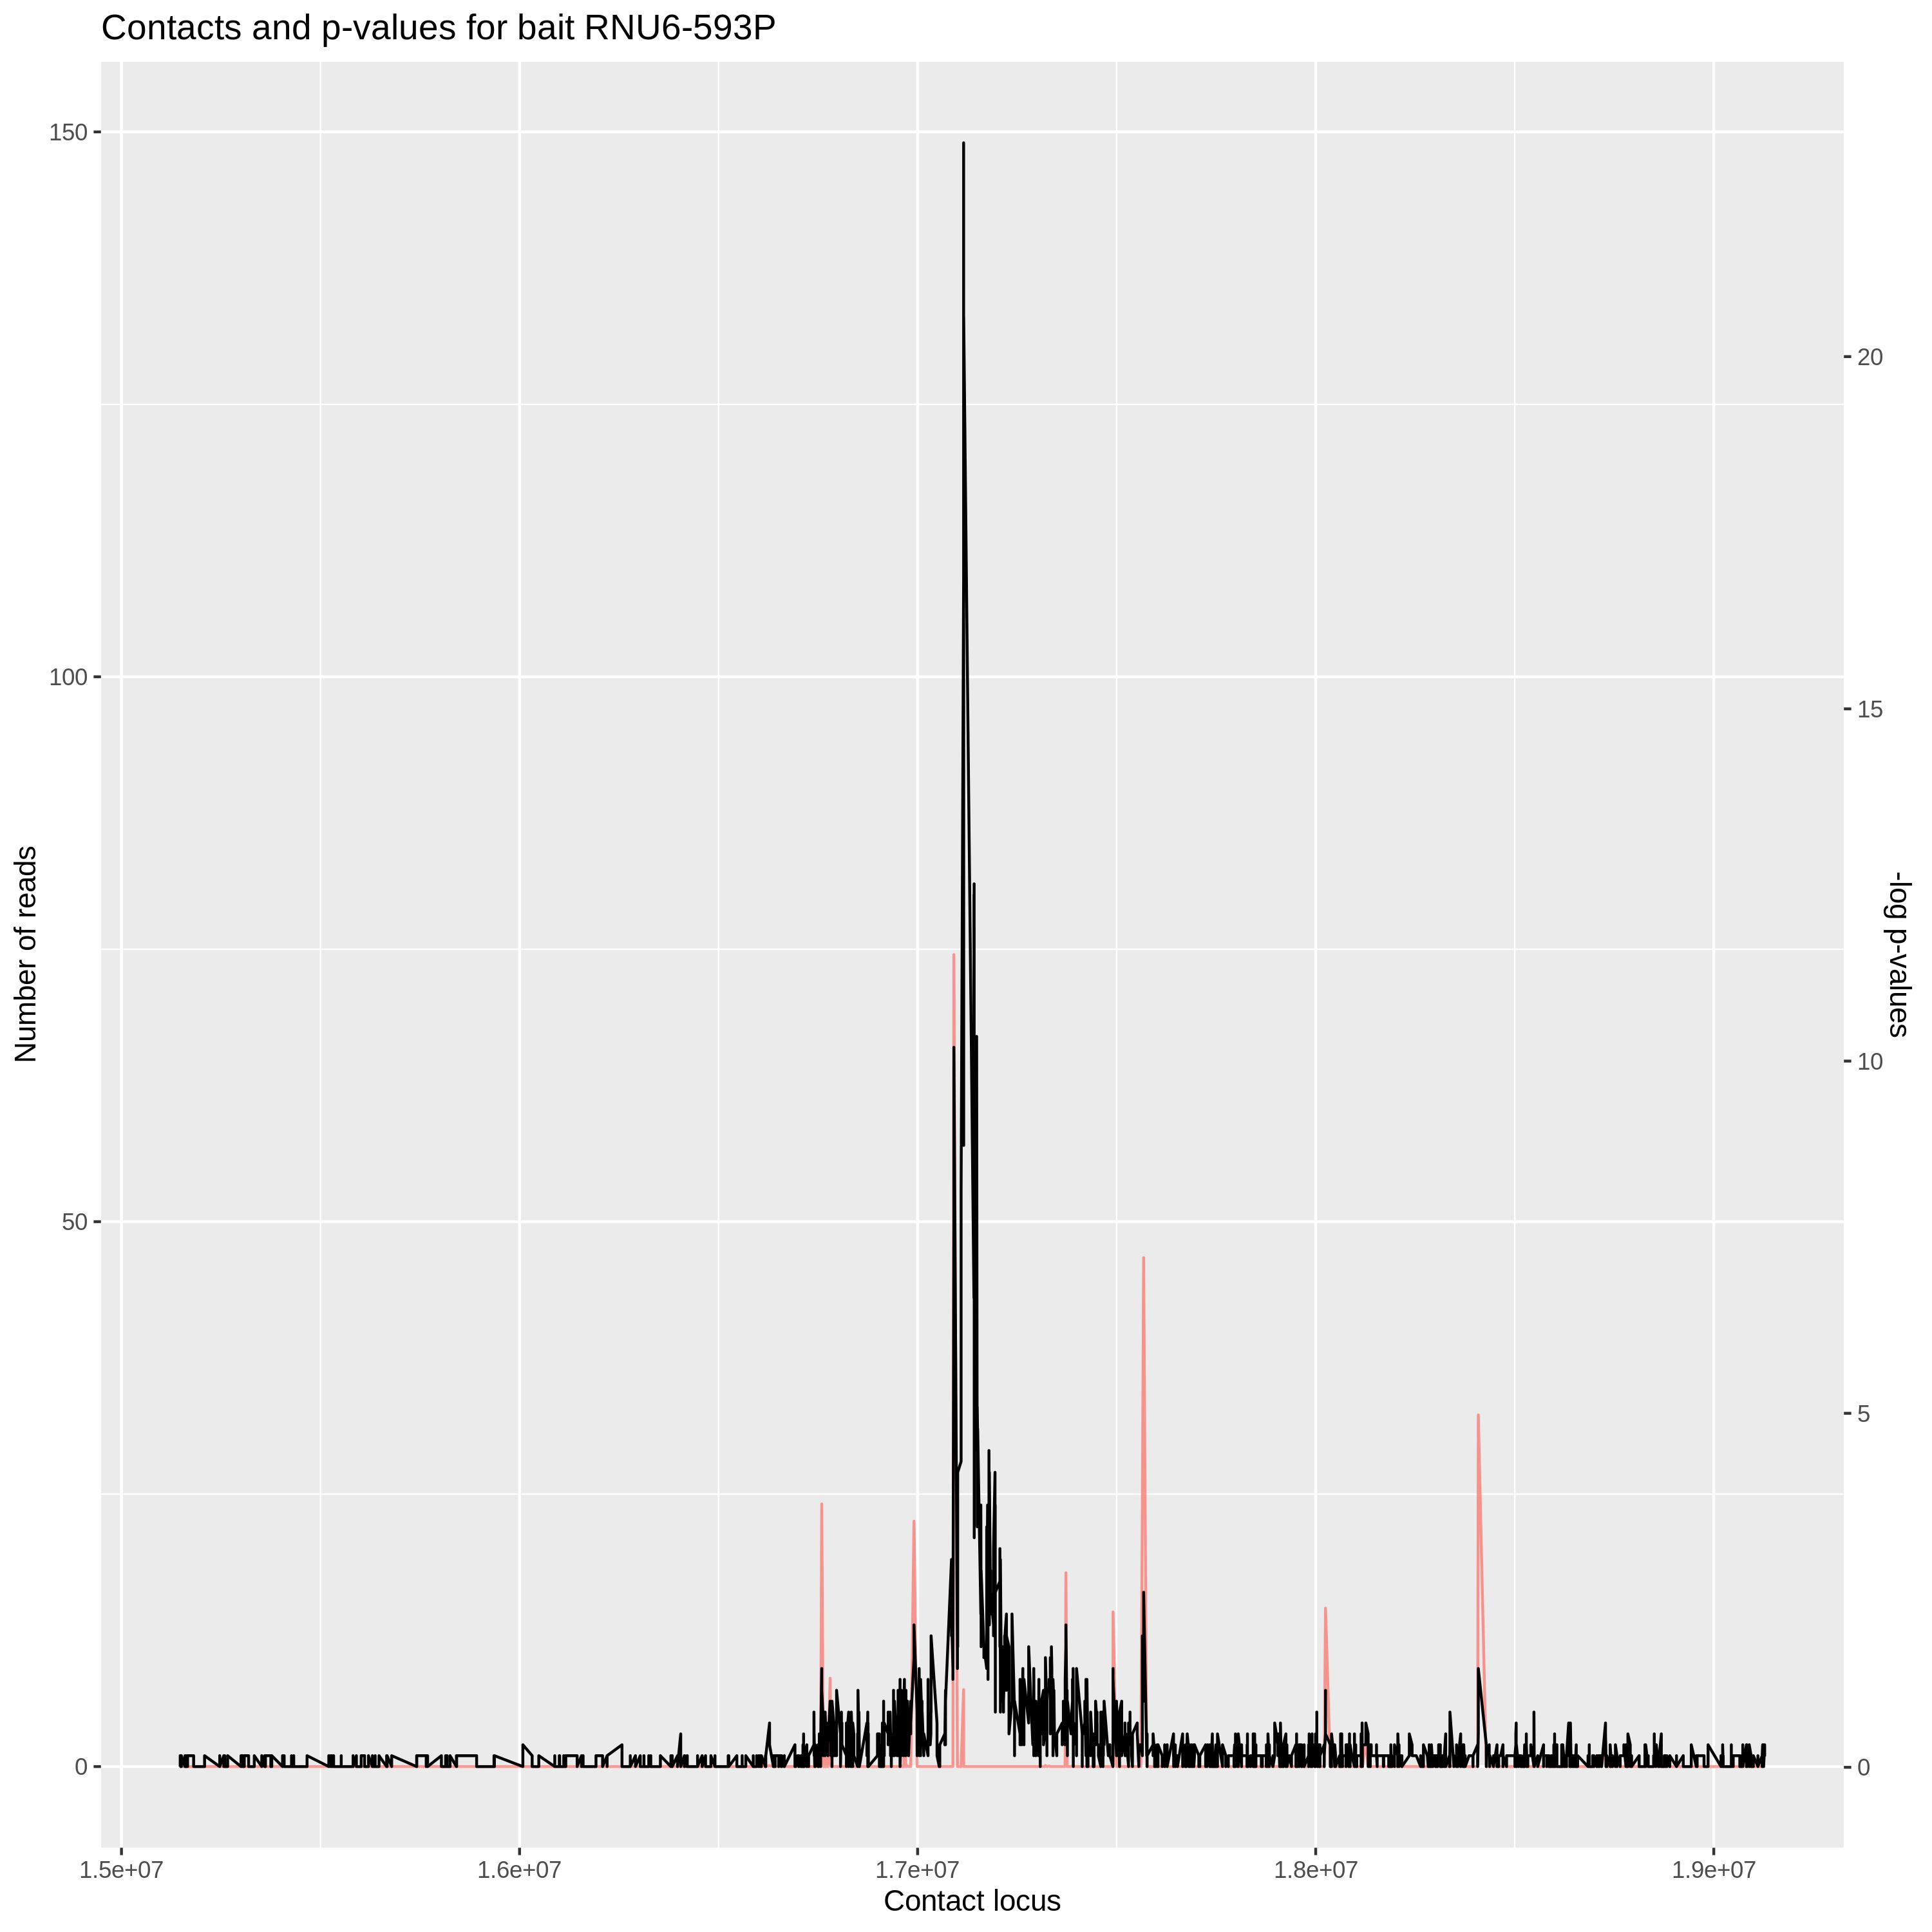 Contacts and p-values for bait RNU6-593P
150
100
50
0
Number of reads
20
15
10
5
0
-log p-values
1.5e+07
1.6e+07
1.7e+07
1.8e+07
1.9e+07
Contact locus